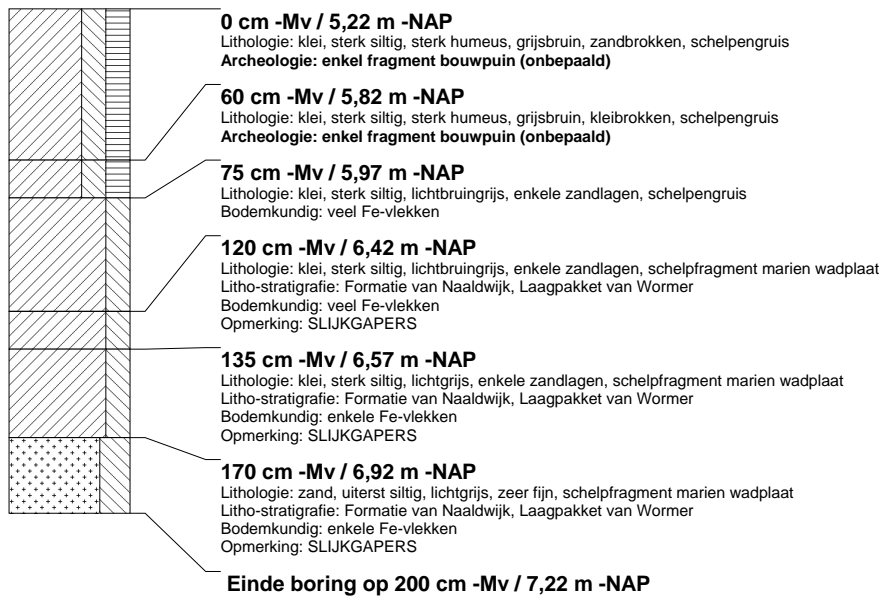 0 cm -Mv / 5,22 m -NAP
Lithologie: klei, sterk siltig, sterk humeus, grijsbruin, zandbrokken, schelpengruis
Archeologie: enkel fragment bouwpuin (onbepaald)
60 cm -Mv / 5,82 m -NAP
Lithologie: klei, sterk siltig, sterk humeus, grijsbruin, kleibrokken, schelpengruis
Archeologie: enkel fragment bouwpuin (onbepaald)
75 cm -Mv / 5,97 m -NAP
Lithologie: klei, sterk siltig, lichtbruingrijs, enkele zandlagen, schelpengruis
Bodemkundig: veel Fe-vlekken
120 cm -Mv / 6,42 m -NAP
Lithologie: klei, sterk siltig, lichtbruingrijs, enkele zandlagen, schelpfragment marien wadplaat
Litho-stratigrafie: Formatie van Naaldwijk, Laagpakket van Wormer
Bodemkundig: veel Fe-vlekken
Opmerking: SLIJKGAPERS
135 cm -Mv / 6,57 m -NAP
Lithologie: klei, sterk siltig, lichtgrijs, enkele zandlagen, schelpfragment marien wadplaat
Litho-stratigrafie: Formatie van Naaldwijk, Laagpakket van Wormer
Bodemkundig: enkele Fe-vlekken
Opmerking: SLIJKGAPERS
170 cm -Mv / 6,92 m -NAP
Lithologie: zand, uiterst siltig, lichtgrijs, zeer fijn, schelpfragment marien wadplaat
Litho-stratigrafie: Formatie van Naaldwijk, Laagpakket van Wormer
Bodemkundig: enkele Fe-vlekken
Opmerking: SLIJKGAPERS
Einde boring op 200 cm -Mv / 7,22 m -NAP